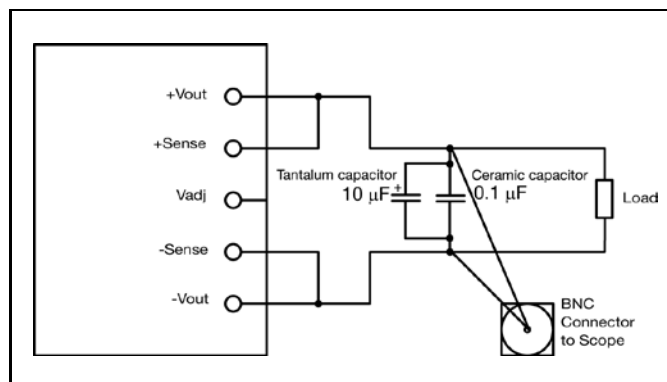 +Vout
+Sense
Vadj
-Sense
-Vout
Tantalum capacitor
10 µF+
Ceramic capacitor
0.1 µF
Load
BNC
Connector
to Scope